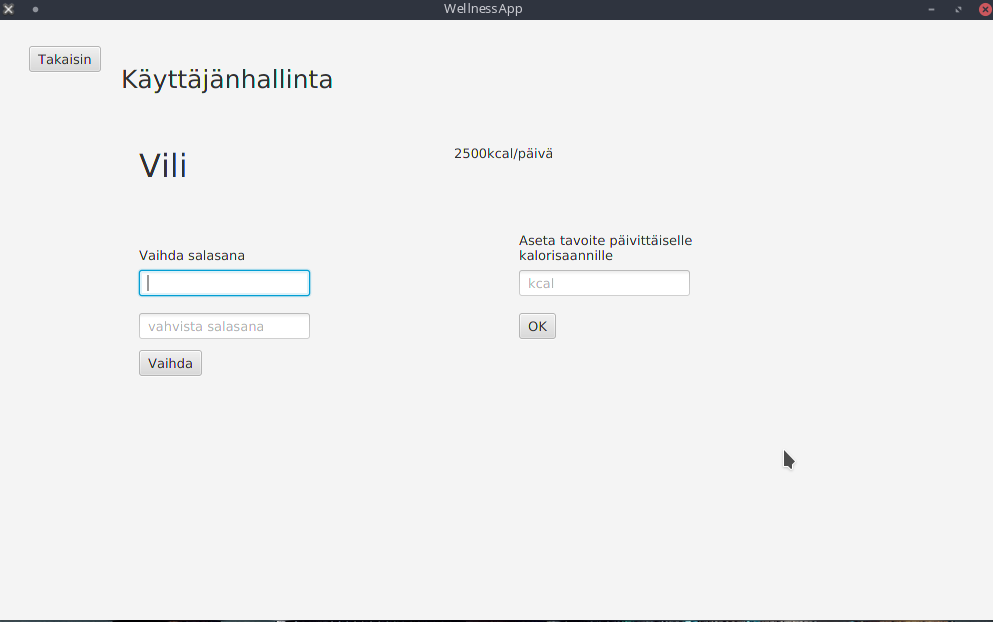 WellnessApp
Takaisin
Käyttäjänhallinta
Vili
2500kcal/päivä
Vaihda salasana
vahvista salasana
Vaihda
Aseta tavoite päivittäiselle
kalorisaannille
kcal
OK